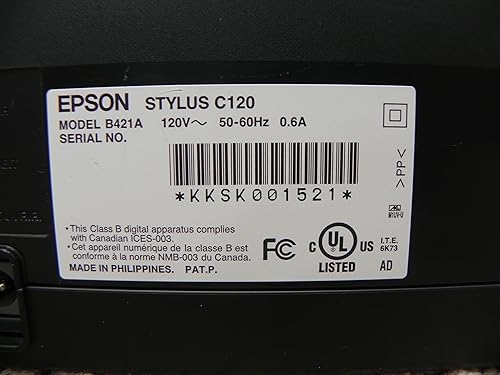 EPSON STYLUS C120
MODEL B421A 120V～ 50-60Hz 0.6A
SERIAL NO.
*KKSK001521*
>PP<
•This Class B digital apparatus complies
with Canadian ICES-003.
•Cet appareil numérique de la classe B est
conforme à la norme NMB-003 du Canada.
MADE IN PHILIPPINES. PAT.P.
FC
C UL US
LISTED
I.T.E.
6K73
AD